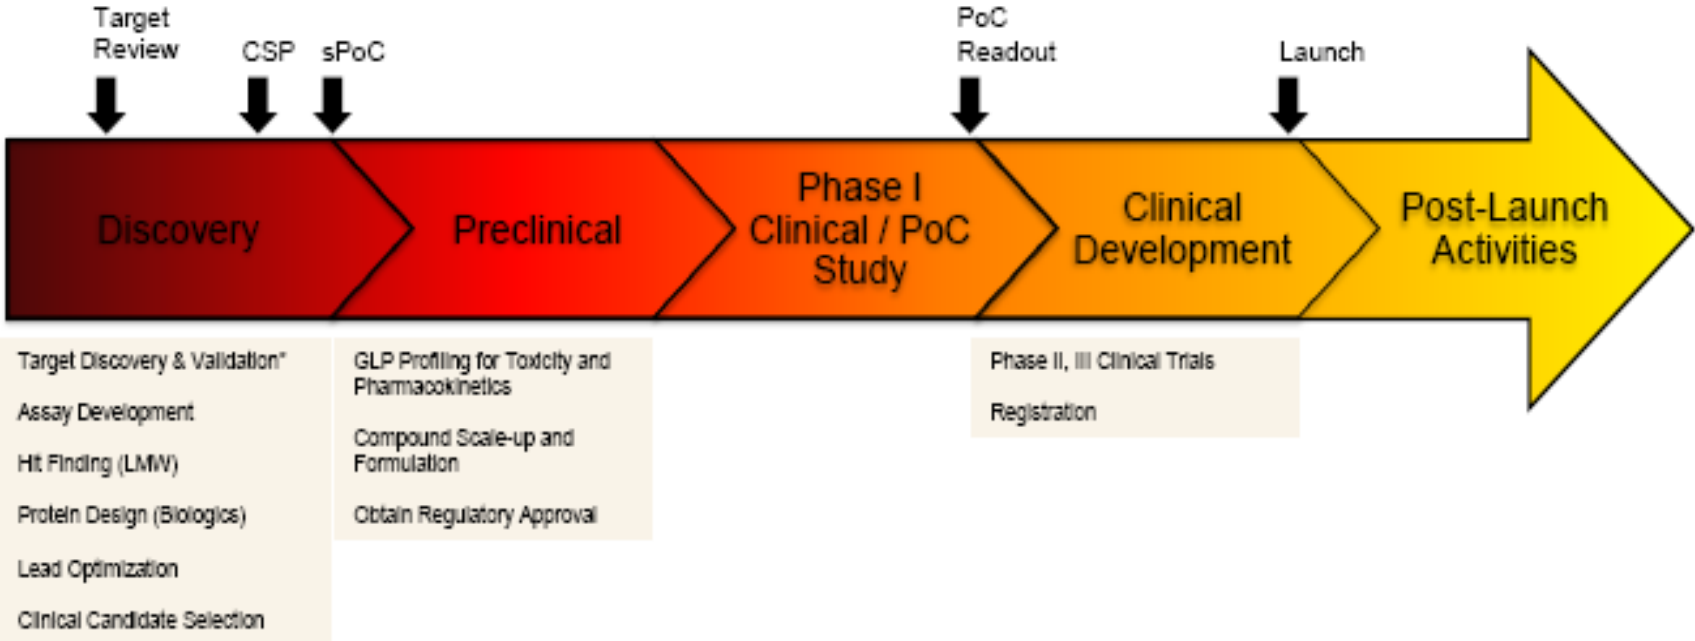 Target
Review
CSP
sPoC
PoC
Readout
Launch
Discovery
Preclinical
Phase I
Clinical / PoC
Study
Clinical
Development
Post-Launch
Activities
Target Discovery & Validation*
Assay Development
Hit Finding (LMW)
Protein Design (Biologics)
Lead Optimization
Clinical Candidate Selection
GLP Profiling for Toxicity and
Pharmacokinetics
Compound Scale-up and
Formulation
Obtain Regulatory Approval
Phase II, III Clinical Trials
Registration